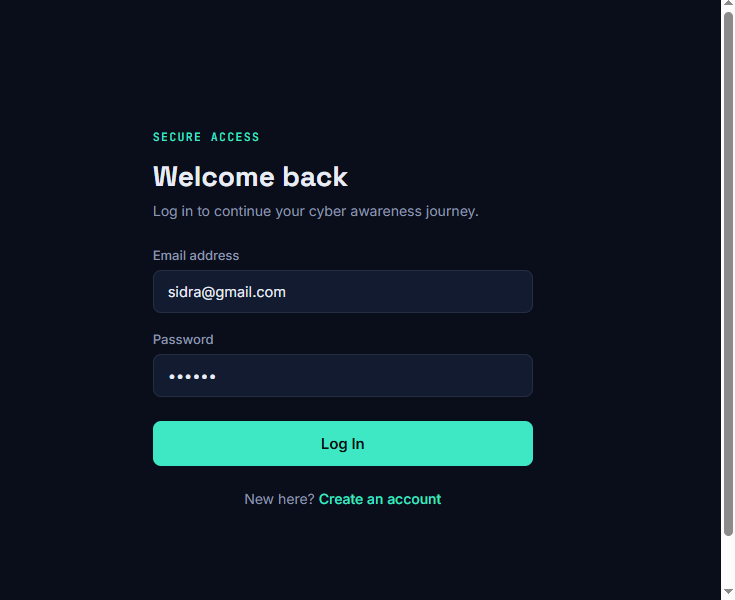 SECURE ACCESS
Welcome back
Log in to continue your cyber awareness journey.
Email address
sidra@gmail.com
Password
••••••
Log In
New here? Create an account